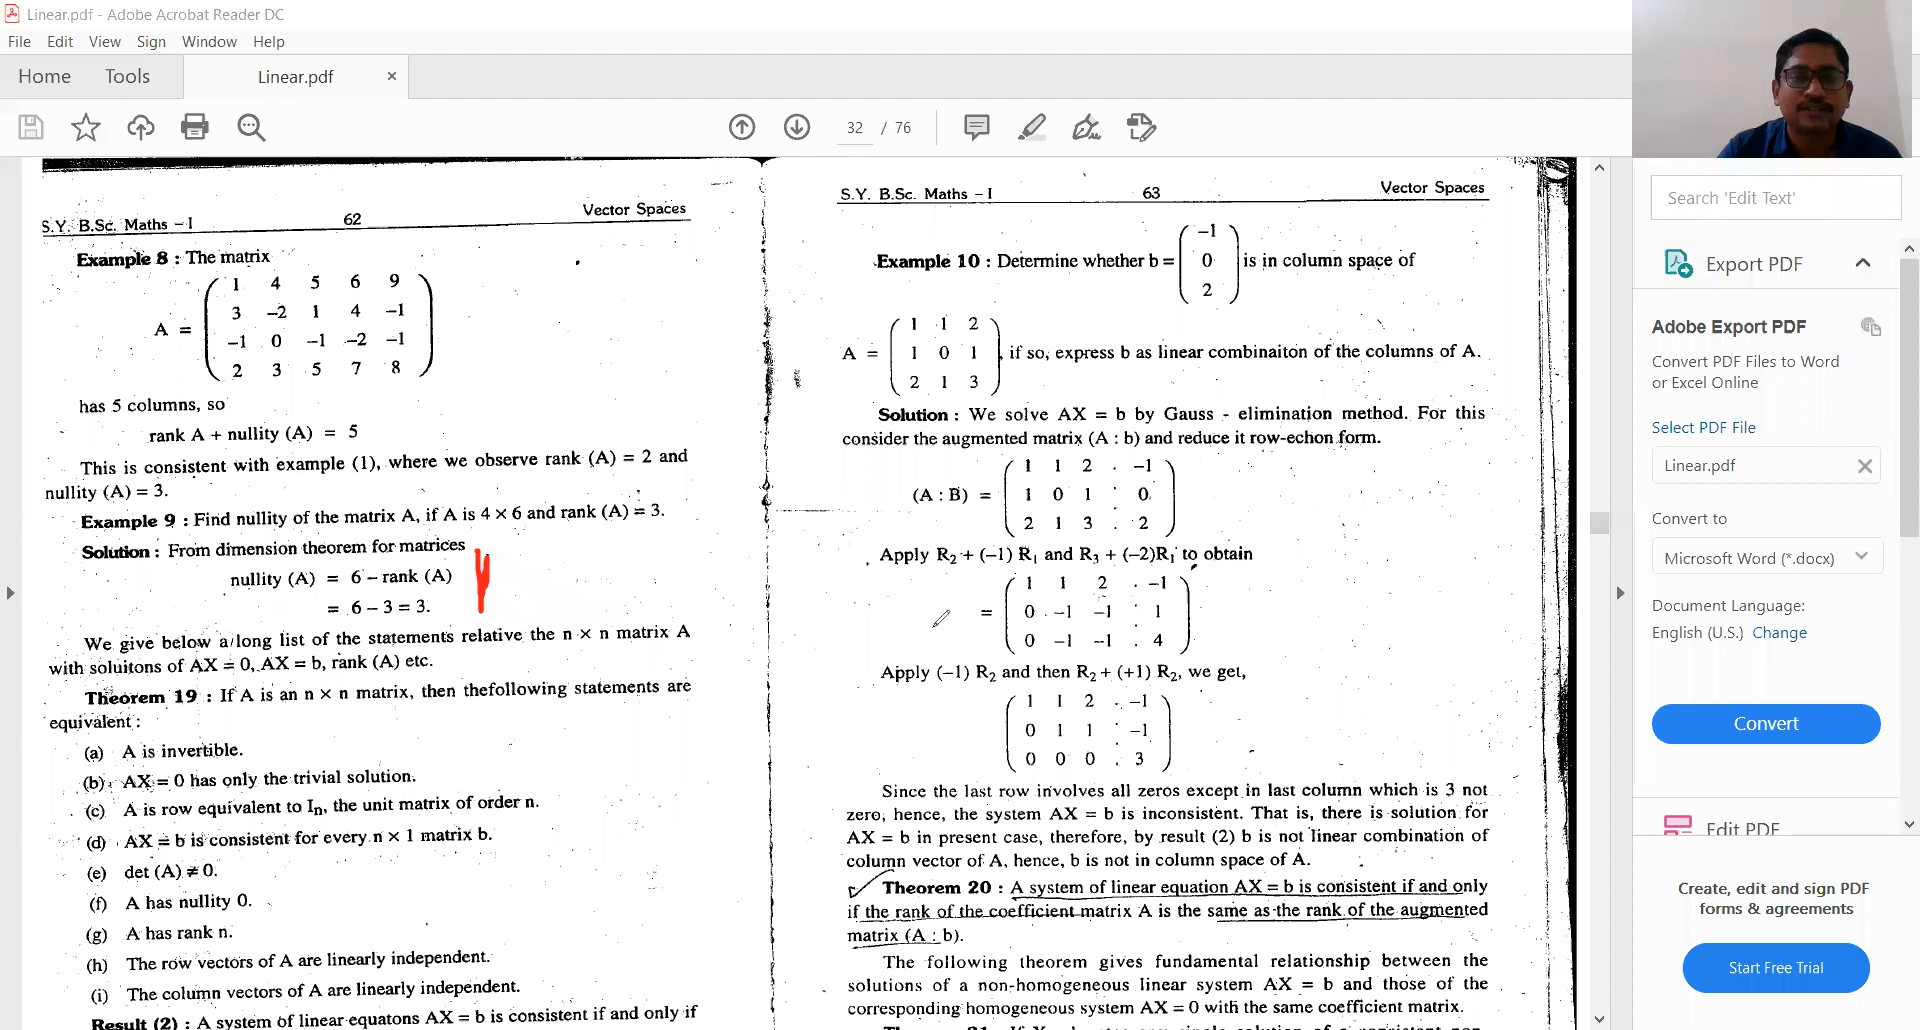 Linear.pdf - Adobe Acrobat Reader DC
File Edit View Sign Window Help
Home Tools Linear.pdf ×
32 / 76
S.Y. B.Sc. Maths – I 62 Vector Spaces
Example 8 : The matrix
A =
1 4 5 6 9
3 –2 1 4 –1
–1 0 –1 –2 –1
2 3 5 7 8
has 5 columns, so
rank A + nullity (A) = 5
This is consistent with example (1), where we observe rank (A) = 2 and
nullity (A) = 3.
Example 9 : Find nullity of the matrix A, if A is 4 × 6 and rank (A) = 3.
Solution : From dimension theorem for matrices
nullity (A) = 6 – rank (A)
= 6 – 3 = 3.
We give below a long list of the statements relative the n × n matrix A
with soluitons of AX = 0, AX = b, rank (A) etc.
Theorem 19 : If A is an n × n matrix, then thefollowing statements are
equivalent :
(a) A is invertible.
(b) AX = 0 has only the trivial solution.
(c) A is row equivalent to In, the unit matrix of order n.
(d) AX = b is consistent for every n × 1 matrix b.
(e) det (A) ≠ 0.
(f) A has nullity 0.
(g) A has rank n.
(h) The row vectors of A are linearly independent.
(i) The column vectors of A are linearly independent.
Result (2) : A system of linear equatons AX = b is consistent if and only if
S.Y. B.Sc. Maths – I 63 Vector Spaces
Example 10 : Determine whether b =
–1
0
2
is in column space of
A =
1 1 2
1 0 1
2 1 3
, if so, express b as linear combinaiton of the columns of A.
Solution : We solve AX = b by Gauss - elimination method. For this
consider the augmented matrix (A : b) and reduce it row-echon form.
(A : B) =
1 1 2 . –1
1 0 1 . 0
2 1 3 . 2
Apply R2 + (–1) R1 and R3 + (–2)R1 to obtain
=
1 1 2 . –1
0 –1 –1 . 1
0 –1 –1 . 4
Apply (–1) R2 and then R2 + (+1) R2, we get,
1 1 2 . –1
0 1 1 . –1
0 0 0 . 3
Since the last row involves all zeros except in last column which is 3 not
zero, hence, the system AX = b is inconsistent. That is, there is solution for
AX = b in present case, therefore, by result (2) b is not linear combination of
column vector of A, hence, b is not in column space of A.
Theorem 20 : A system of linear equation AX = b is consistent if and only
if the rank of the coefficient matrix A is the same as the rank of the augmented
matrix (A : b).
The following theorem gives fundamental relationship between the
solutions of a non-homogeneous linear system AX = b and those of the
corresponding homogeneous system AX = 0 with the same coefficient matrix.
Search 'Edit Text'
Export PDF
Adobe Export PDF
Convert PDF Files to Word
or Excel Online
Select PDF File
Linear.pdf
Convert to
Microsoft Word (*.docx)
Document Language:
English (U.S.) Change
Convert
Edit PDF
Create, edit and sign PDF
forms & agreements
Start Free Trial